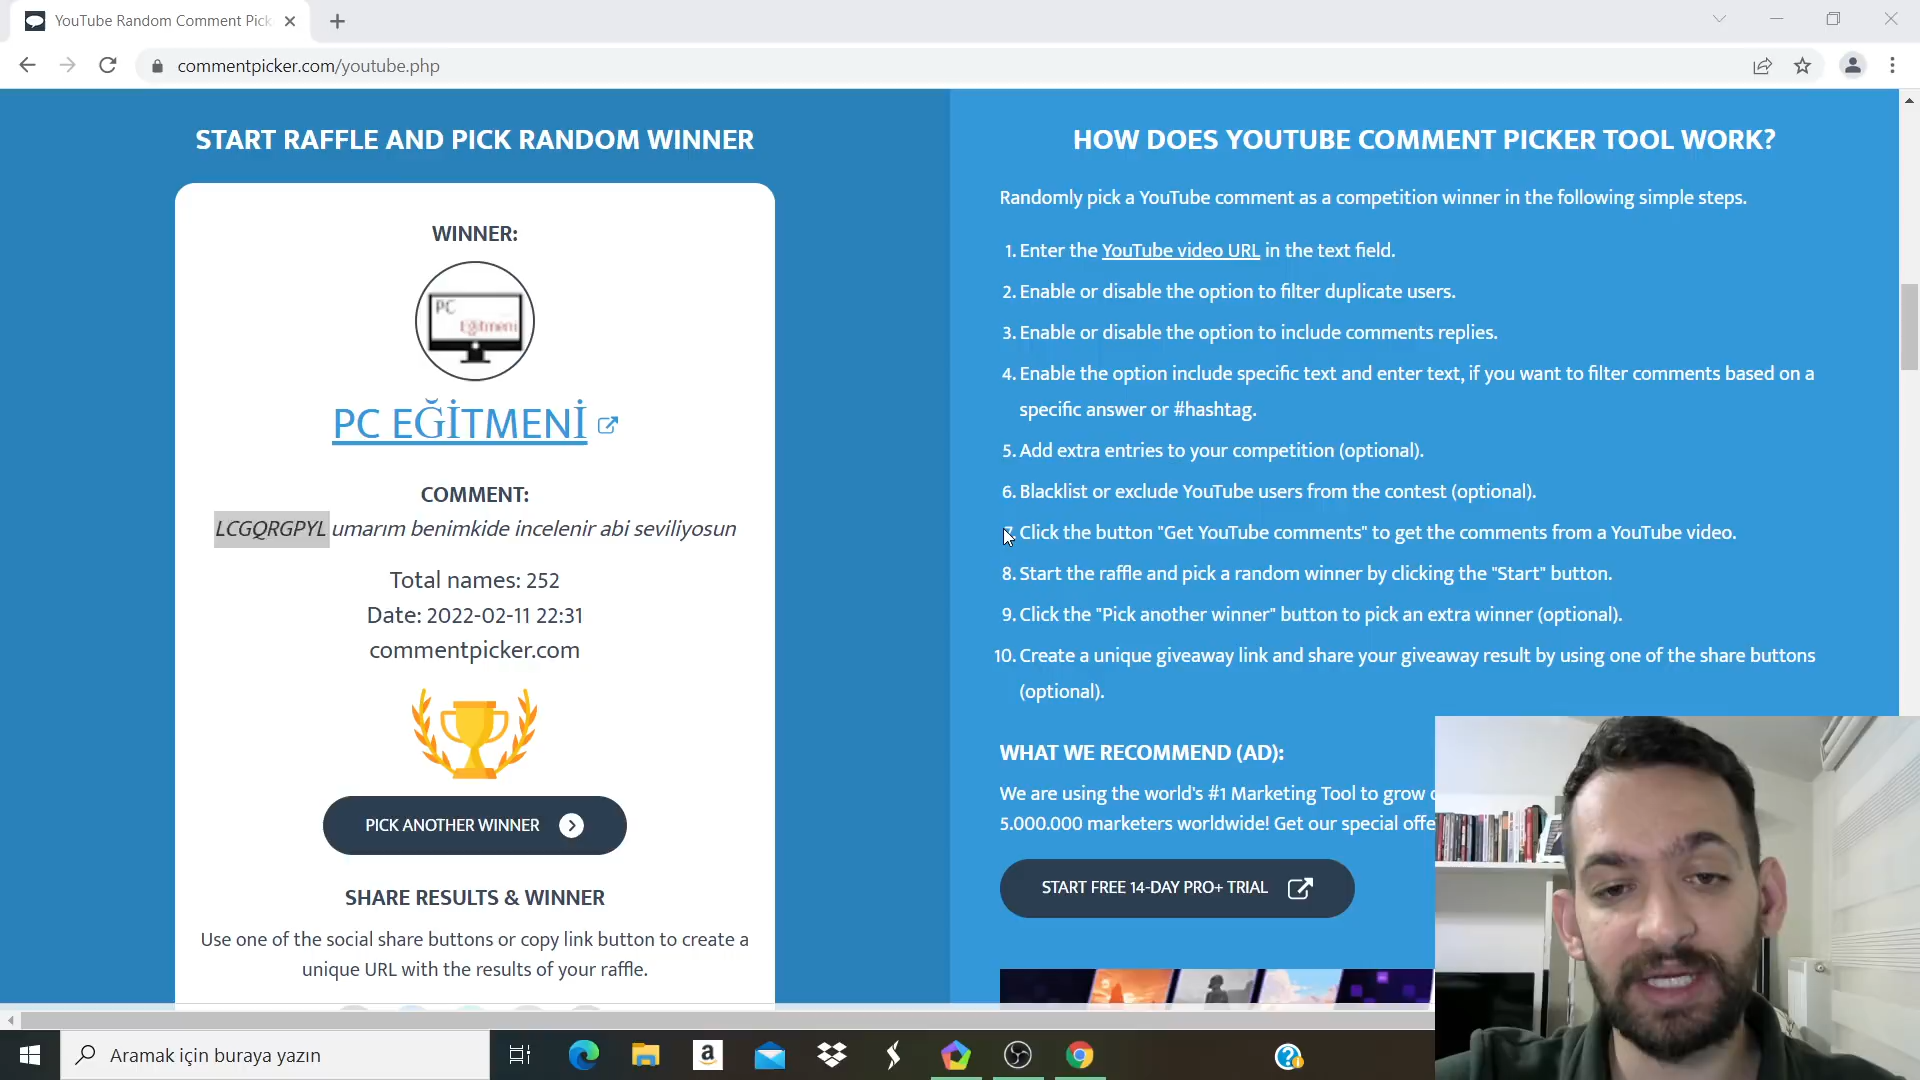 YouTube Random Comment Pick
commentpicker.com/youtube.php
START RAFFLE AND PICK RANDOM WINNER
WINNER:
PC
Eğitmeni
PC EĞİTMENİ
COMMENT:
LCGQRGPYL umarım benimkide incelenir abi seviliyosun
Total names: 252
Date: 2022-02-11 22:31
commentpicker.com
PICK ANOTHER WINNER
SHARE RESULTS & WINNER
Use one of the social share buttons or copy link button to create a
unique URL with the results of your raffle.
HOW DOES YOUTUBE COMMENT PICKER TOOL WORK?
Randomly pick a YouTube comment as a competition winner in the following simple steps.
1. Enter the YouTube video URL in the text field.
2. Enable or disable the option to filter duplicate users.
3. Enable or disable the option to include comments replies.
4. Enable the option include specific text and enter text, if you want to filter comments based on a
specific answer or #hashtag.
5. Add extra entries to your competition (optional).
6. Blacklist or exclude YouTube users from the contest (optional).
7. Click the button "Get YouTube comments" to get the comments from a YouTube video.
8. Start the raffle and pick a random winner by clicking the "Start" button.
9. Click the "Pick another winner" button to pick an extra winner (optional).
10. Create a unique giveaway link and share your giveaway result by using one of the share buttons
(optional).
WHAT WE RECOMMEND (AD):
We are using the world's #1 Marketing Tool to grow
5.000.000 marketers worldwide! Get our special offe
START FREE 14-DAY PRO+ TRIAL
Aramak için buraya yazın
a